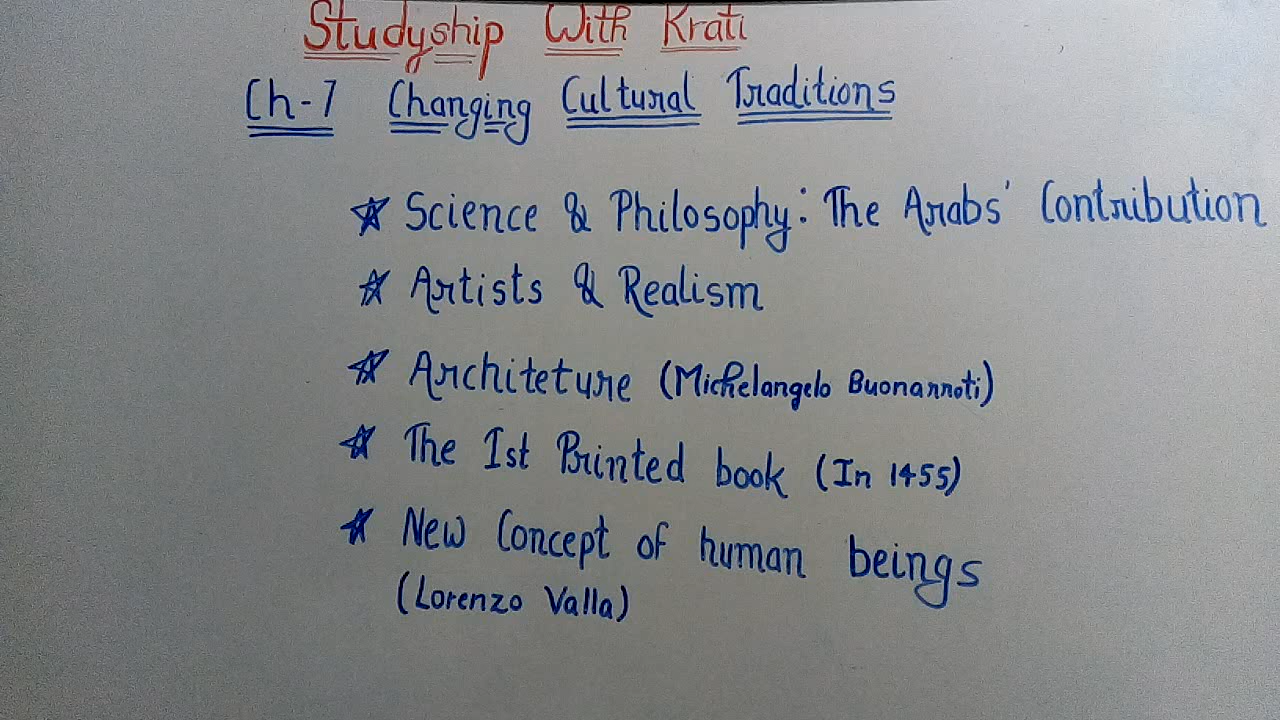 Studyship With Krati
Ch-7 Changing Cultural Traditions
☆ Science & Philosophy: The Arabs' Contribution
☆ Artists & Realism
☆ Architeture (Michelangelo Buonarroti)
☆ The Ist Printed book (In 1455)
☆ New Concept of human beings
(Lorenzo Valla)